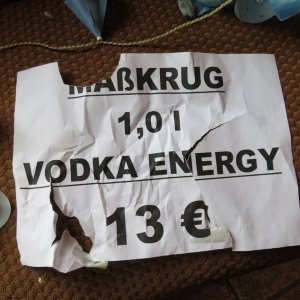 MAßKRUG
1,0 l
VODKA ENERGY
13 €